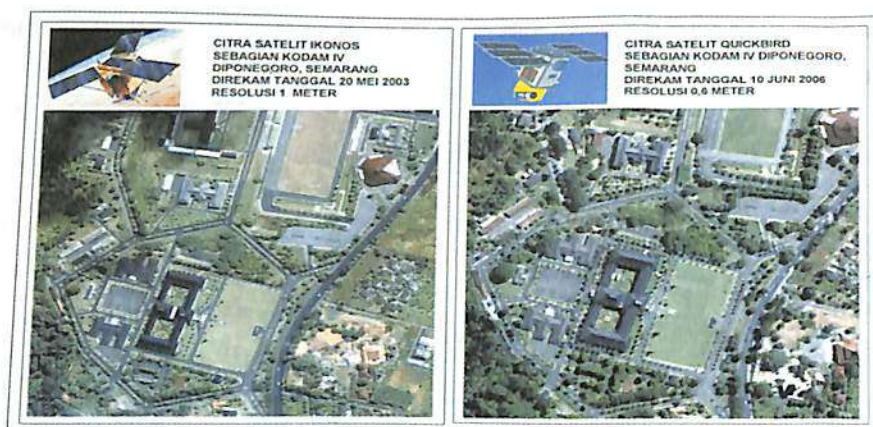 CITRA SATELIT IKONOS
SEBAGIAN KODAM IV
DIPONEGORO, SEMARANG
DIREKAM TANGGAL 20 MEI 2003
RESOLUSI 1 METER
CITRA SATELIT QUICKBIRD
SEBAGIAN KODAM IV DIPONEGORO,
SEMARANG
DIREKAM TANGGAL 10 JUNI 2006
RESOLUSI 0,6 METER